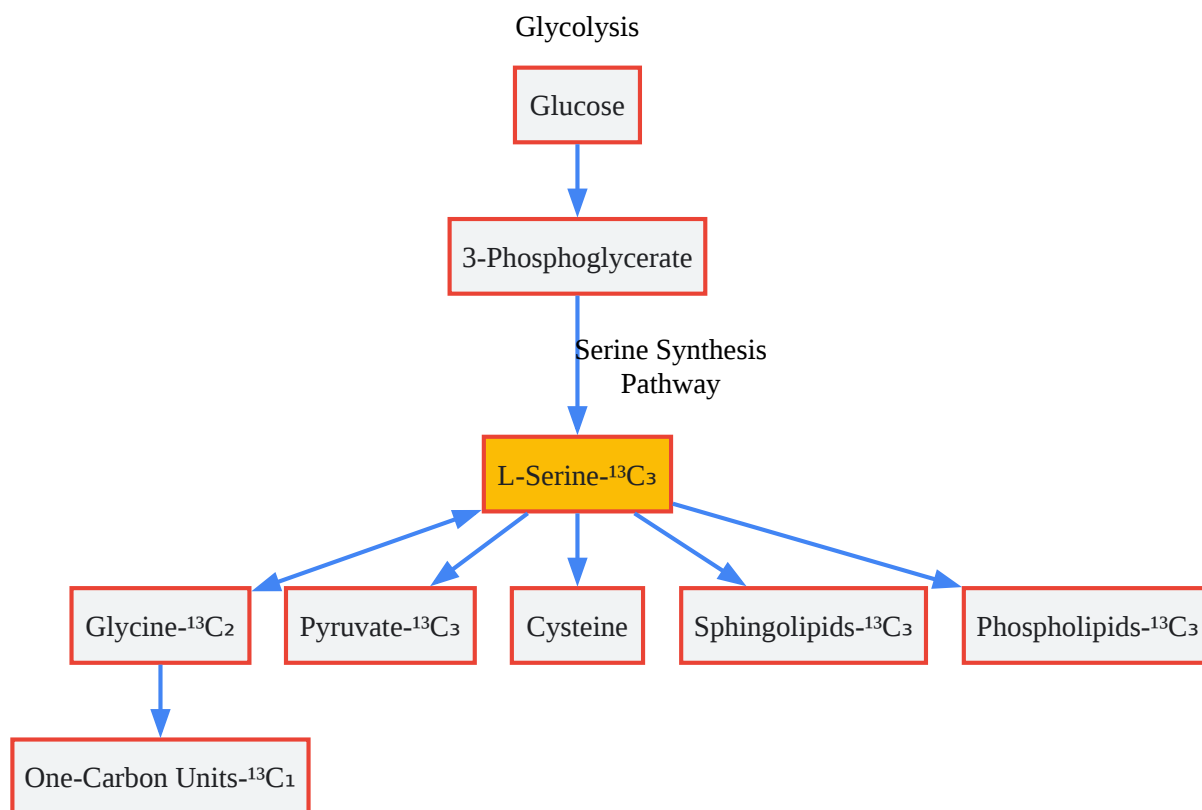 Glycolysis
Glucose
3-Phosphoglycerate
Serine Synthesis
Pathway
L-Serine-¹³C₃
Glycine-¹³C₂
Pyruvate-¹³C₃
Cysteine
Sphingolipids-¹³C₃
Phospholipids-¹³C₃
One-Carbon Units-¹³C₁